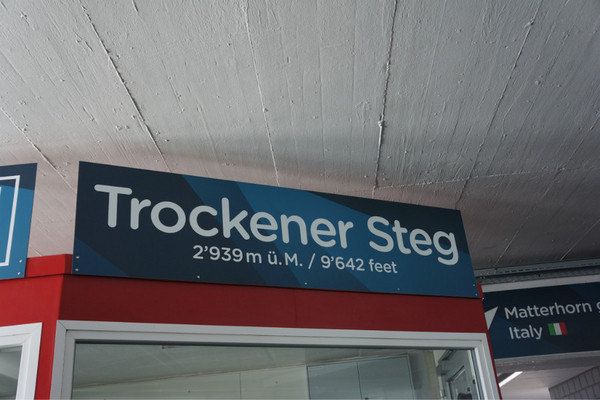 Trockener Steg
2’939 m ü. M. / 9’642 feet
Matterhorn
Italy